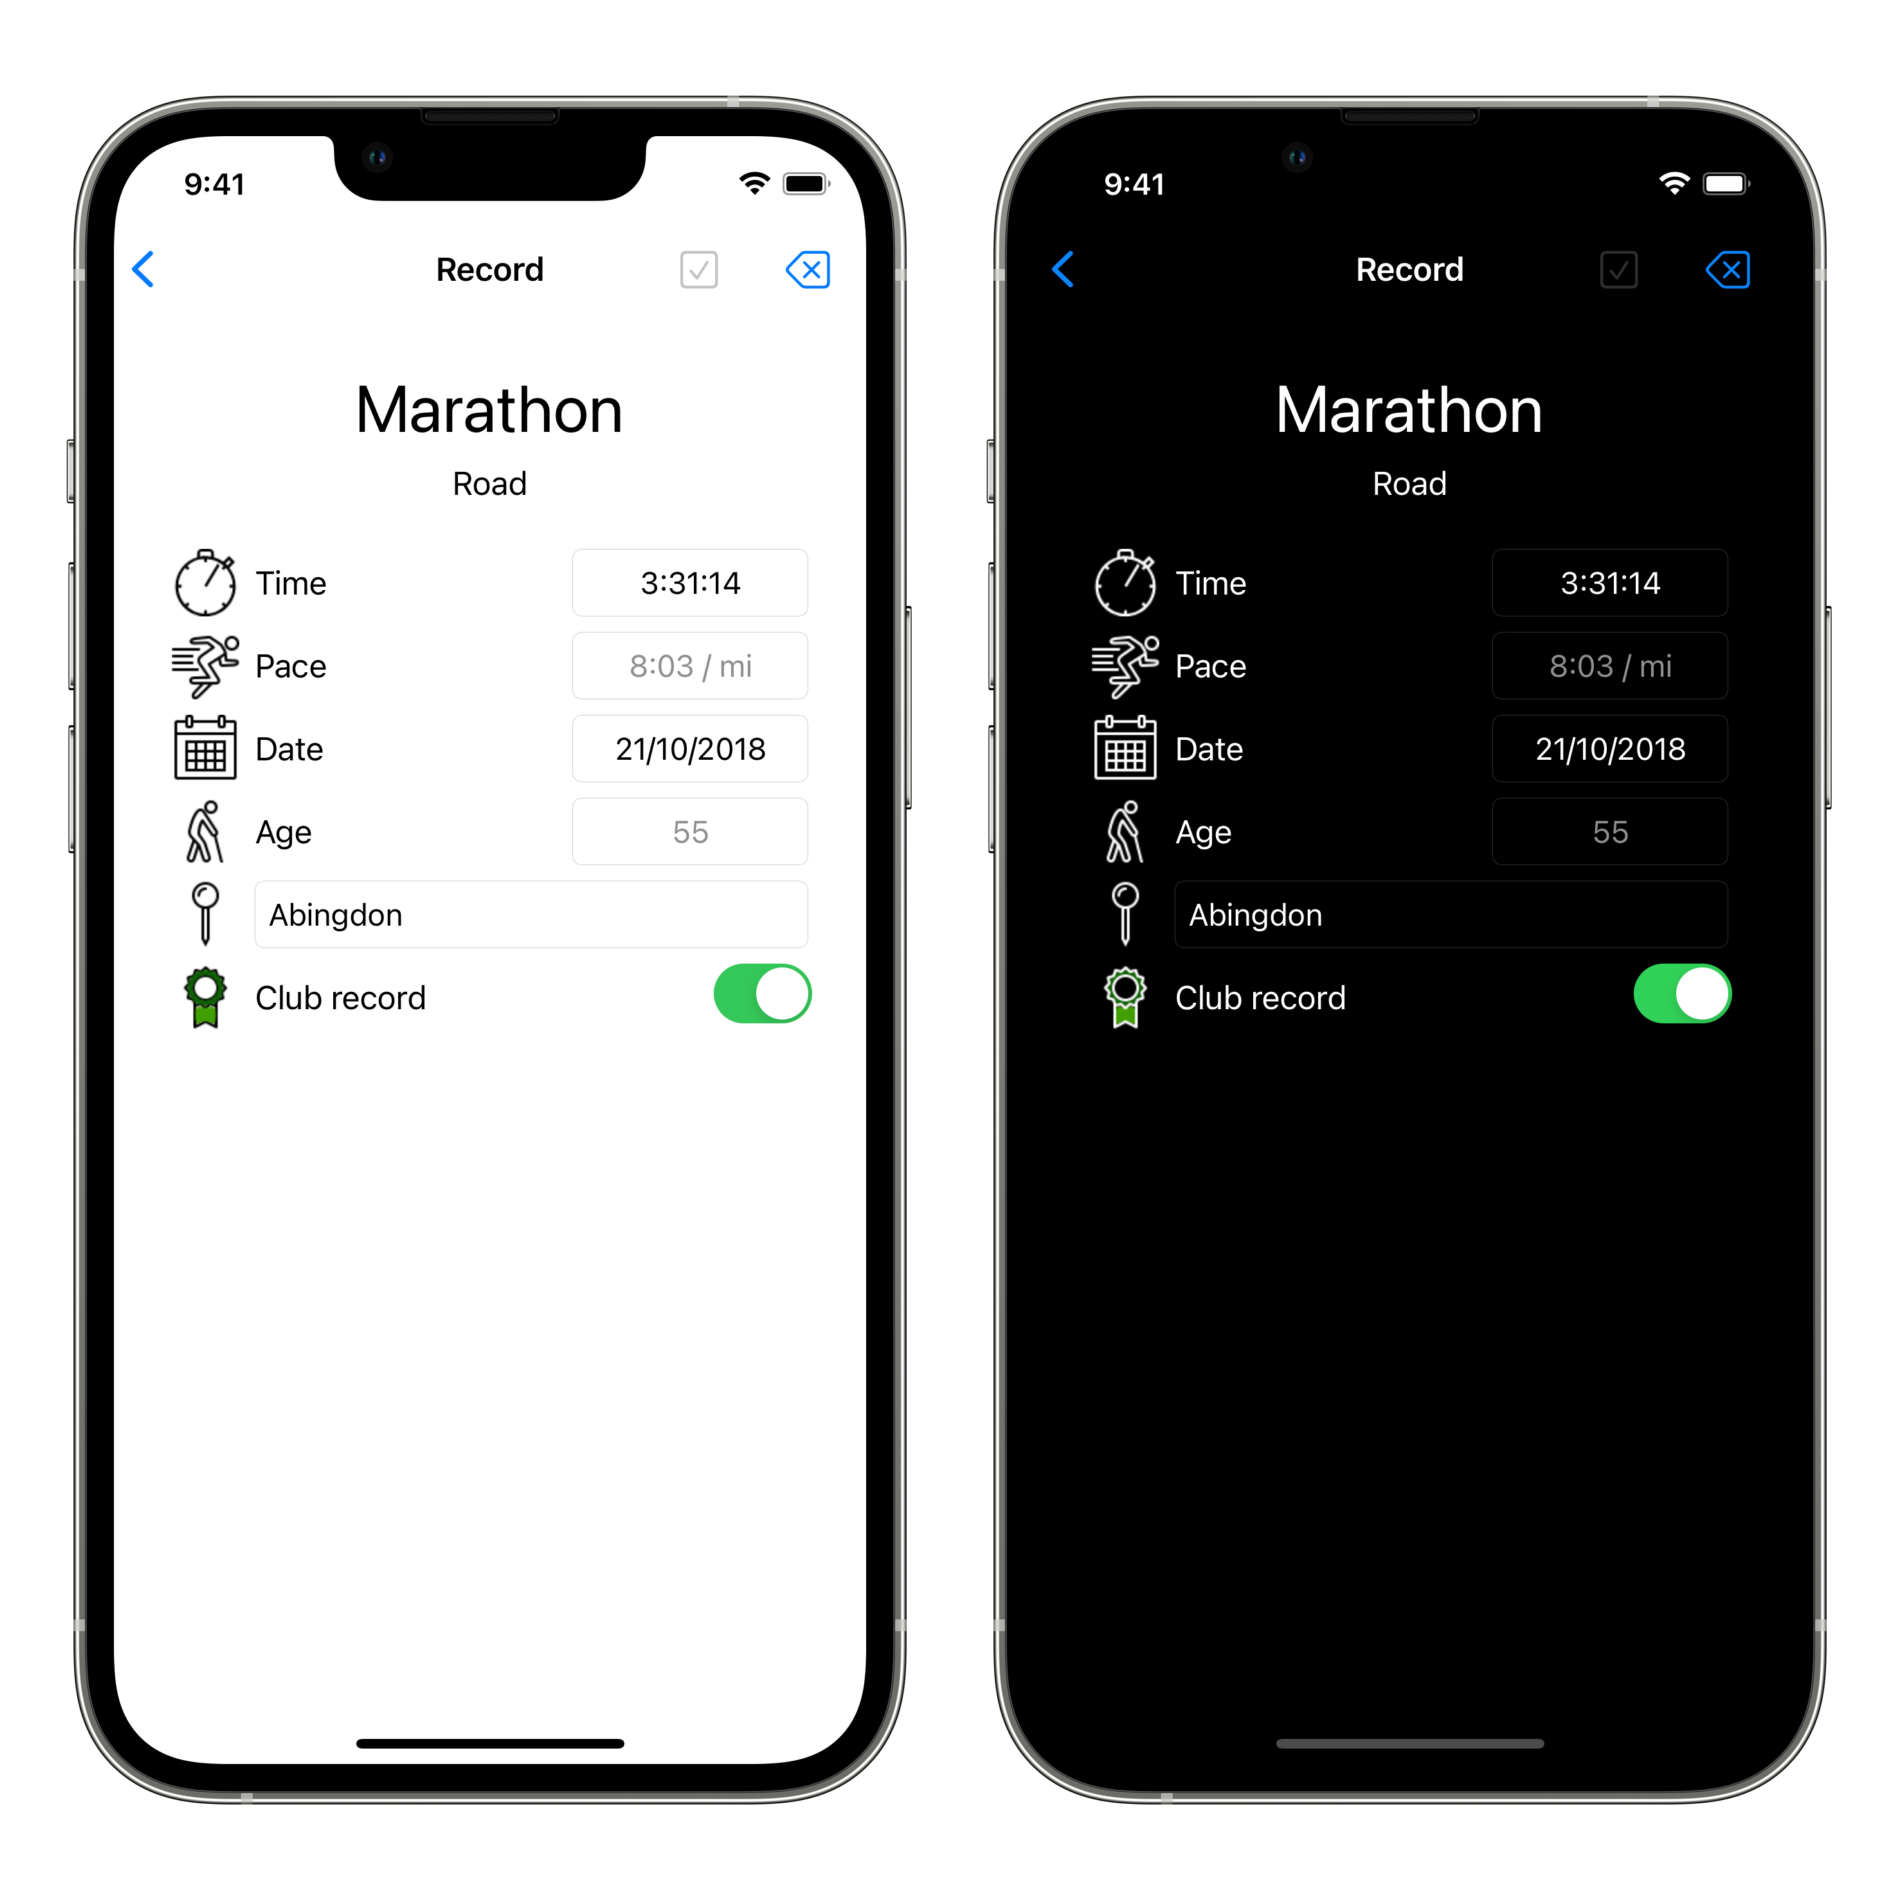 9:41
Record
Marathon
Road
Time 3:31:14
Pace 8:03 / mi
Date 21/10/2018
Age 55
Abingdon
Club record
9:41
Record
Marathon
Road
Time 3:31:14
Pace 8:03 / mi
Date 21/10/2018
Age 55
Abingdon
Club record